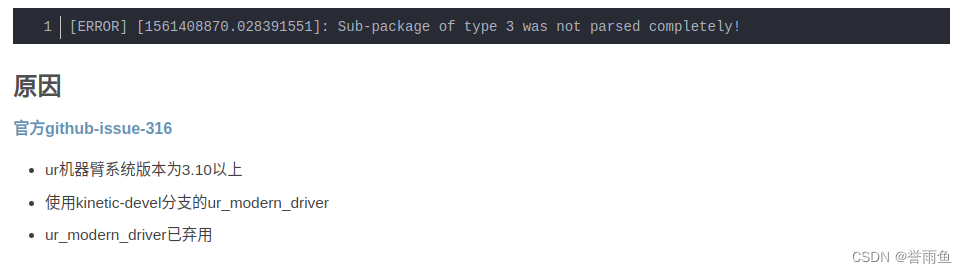 1 [ERROR] [1561408870.028391551]: Sub-package of type 3 was not parsed completely!
原因
官方github-issue-316
ur机器臂系统版本为3.10以上
使用kinetic-devel分支的ur_modern_driver
ur_modern_driver已弃用
CSDN @誉雨鱼